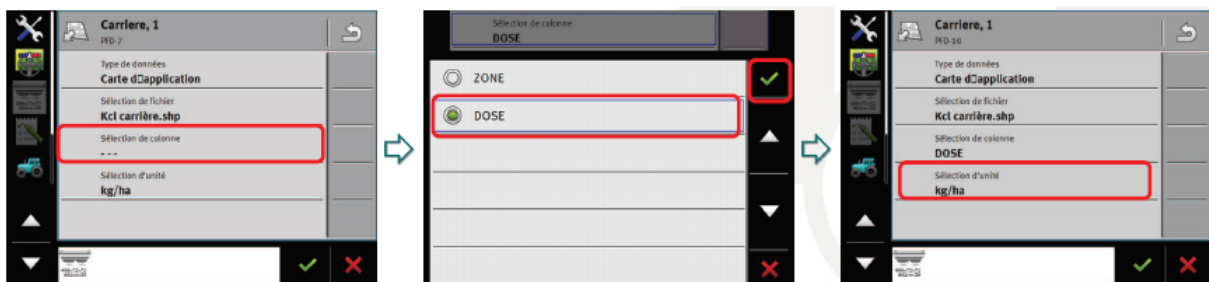 Carriere, 1
PFD-7
Type de données
Carte d□application
Sélection de fichier
Kcl carrière.shp
Sélection de colonne
---
Sélection d'unité
kg/ha
Sélection de colonne
DOSE
ZONE
DOSE
Carriere, 1
PFD-10
Type de données
Carte d□application
Sélection de fichier
Kcl carrière.shp
Sélection de colonne
DOSE
Sélection d'unité
kg/ha